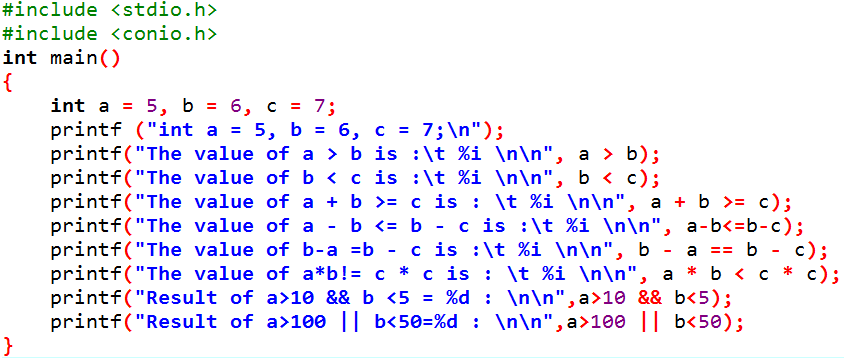 #include <stdio.h>
#include <conio.h>
int main()
{
    int a = 5, b = 6, c = 7;
    printf ("int a = 5, b = 6, c = 7;\n");
    printf("The value of a > b is :\t %i \n\n", a > b);
    printf("The value of b < c is :\t %i \n\n", b < c);
    printf("The value of a + b >= c is : \t %i \n\n", a + b >= c);
    printf("The value of a - b <= b - c is :\t %i \n\n", a-b<=b-c);
    printf("The value of b-a =b - c is :\t %i \n\n", b - a == b - c);
    printf("The value of a*b!= c * c is : \t %i \n\n", a * b < c * c);
    printf("Result of a>10 && b <5 = %d : \n\n",a>10 && b<5);
    printf("Result of a>100 || b<50=%d : \n\n",a>100 || b<50);
}